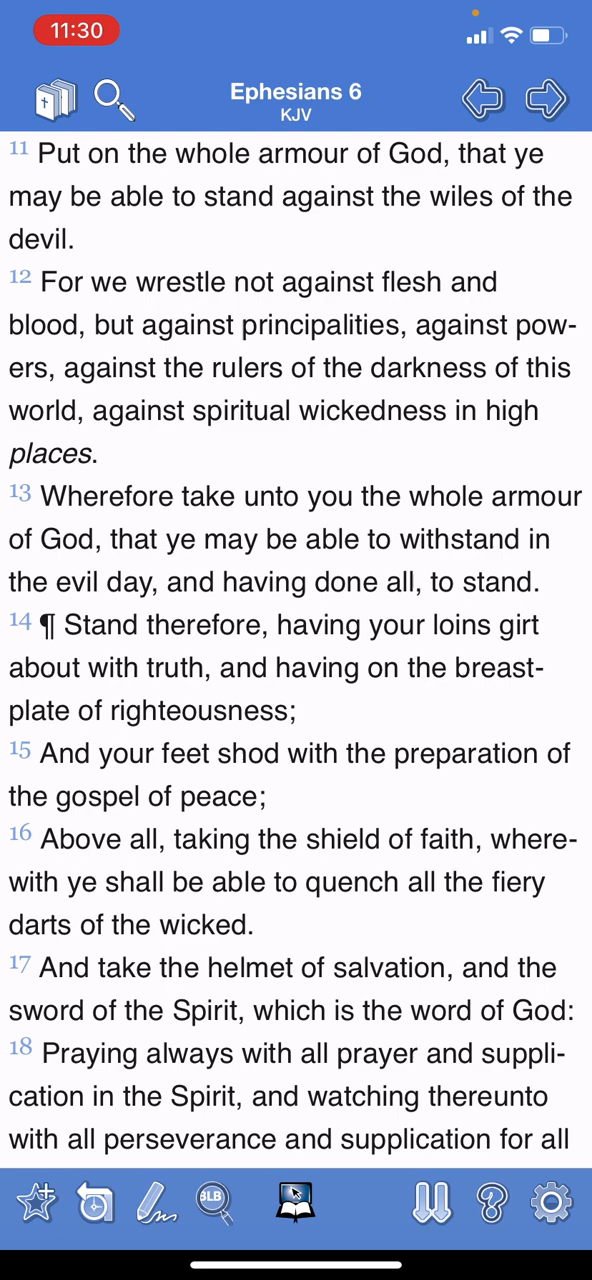 11:30
Ephesians 6
KJV
11 Put on the whole armour of God, that ye
may be able to stand against the wiles of the
devil.
12 For we wrestle not against flesh and
blood, but against principalities, against pow-
ers, against the rulers of the darkness of this
world, against spiritual wickedness in high
places.
13 Wherefore take unto you the whole armour
of God, that ye may be able to withstand in
the evil day, and having done all, to stand.
14 ¶ Stand therefore, having your loins girt
about with truth, and having on the breast-
plate of righteousness;
15 And your feet shod with the preparation of
the gospel of peace;
16 Above all, taking the shield of faith, where-
with ye shall be able to quench all the fiery
darts of the wicked.
17 And take the helmet of salvation, and the
sword of the Spirit, which is the word of God:
18 Praying always with all prayer and suppli-
cation in the Spirit, and watching thereunto
with all perseverance and supplication for all
BLB